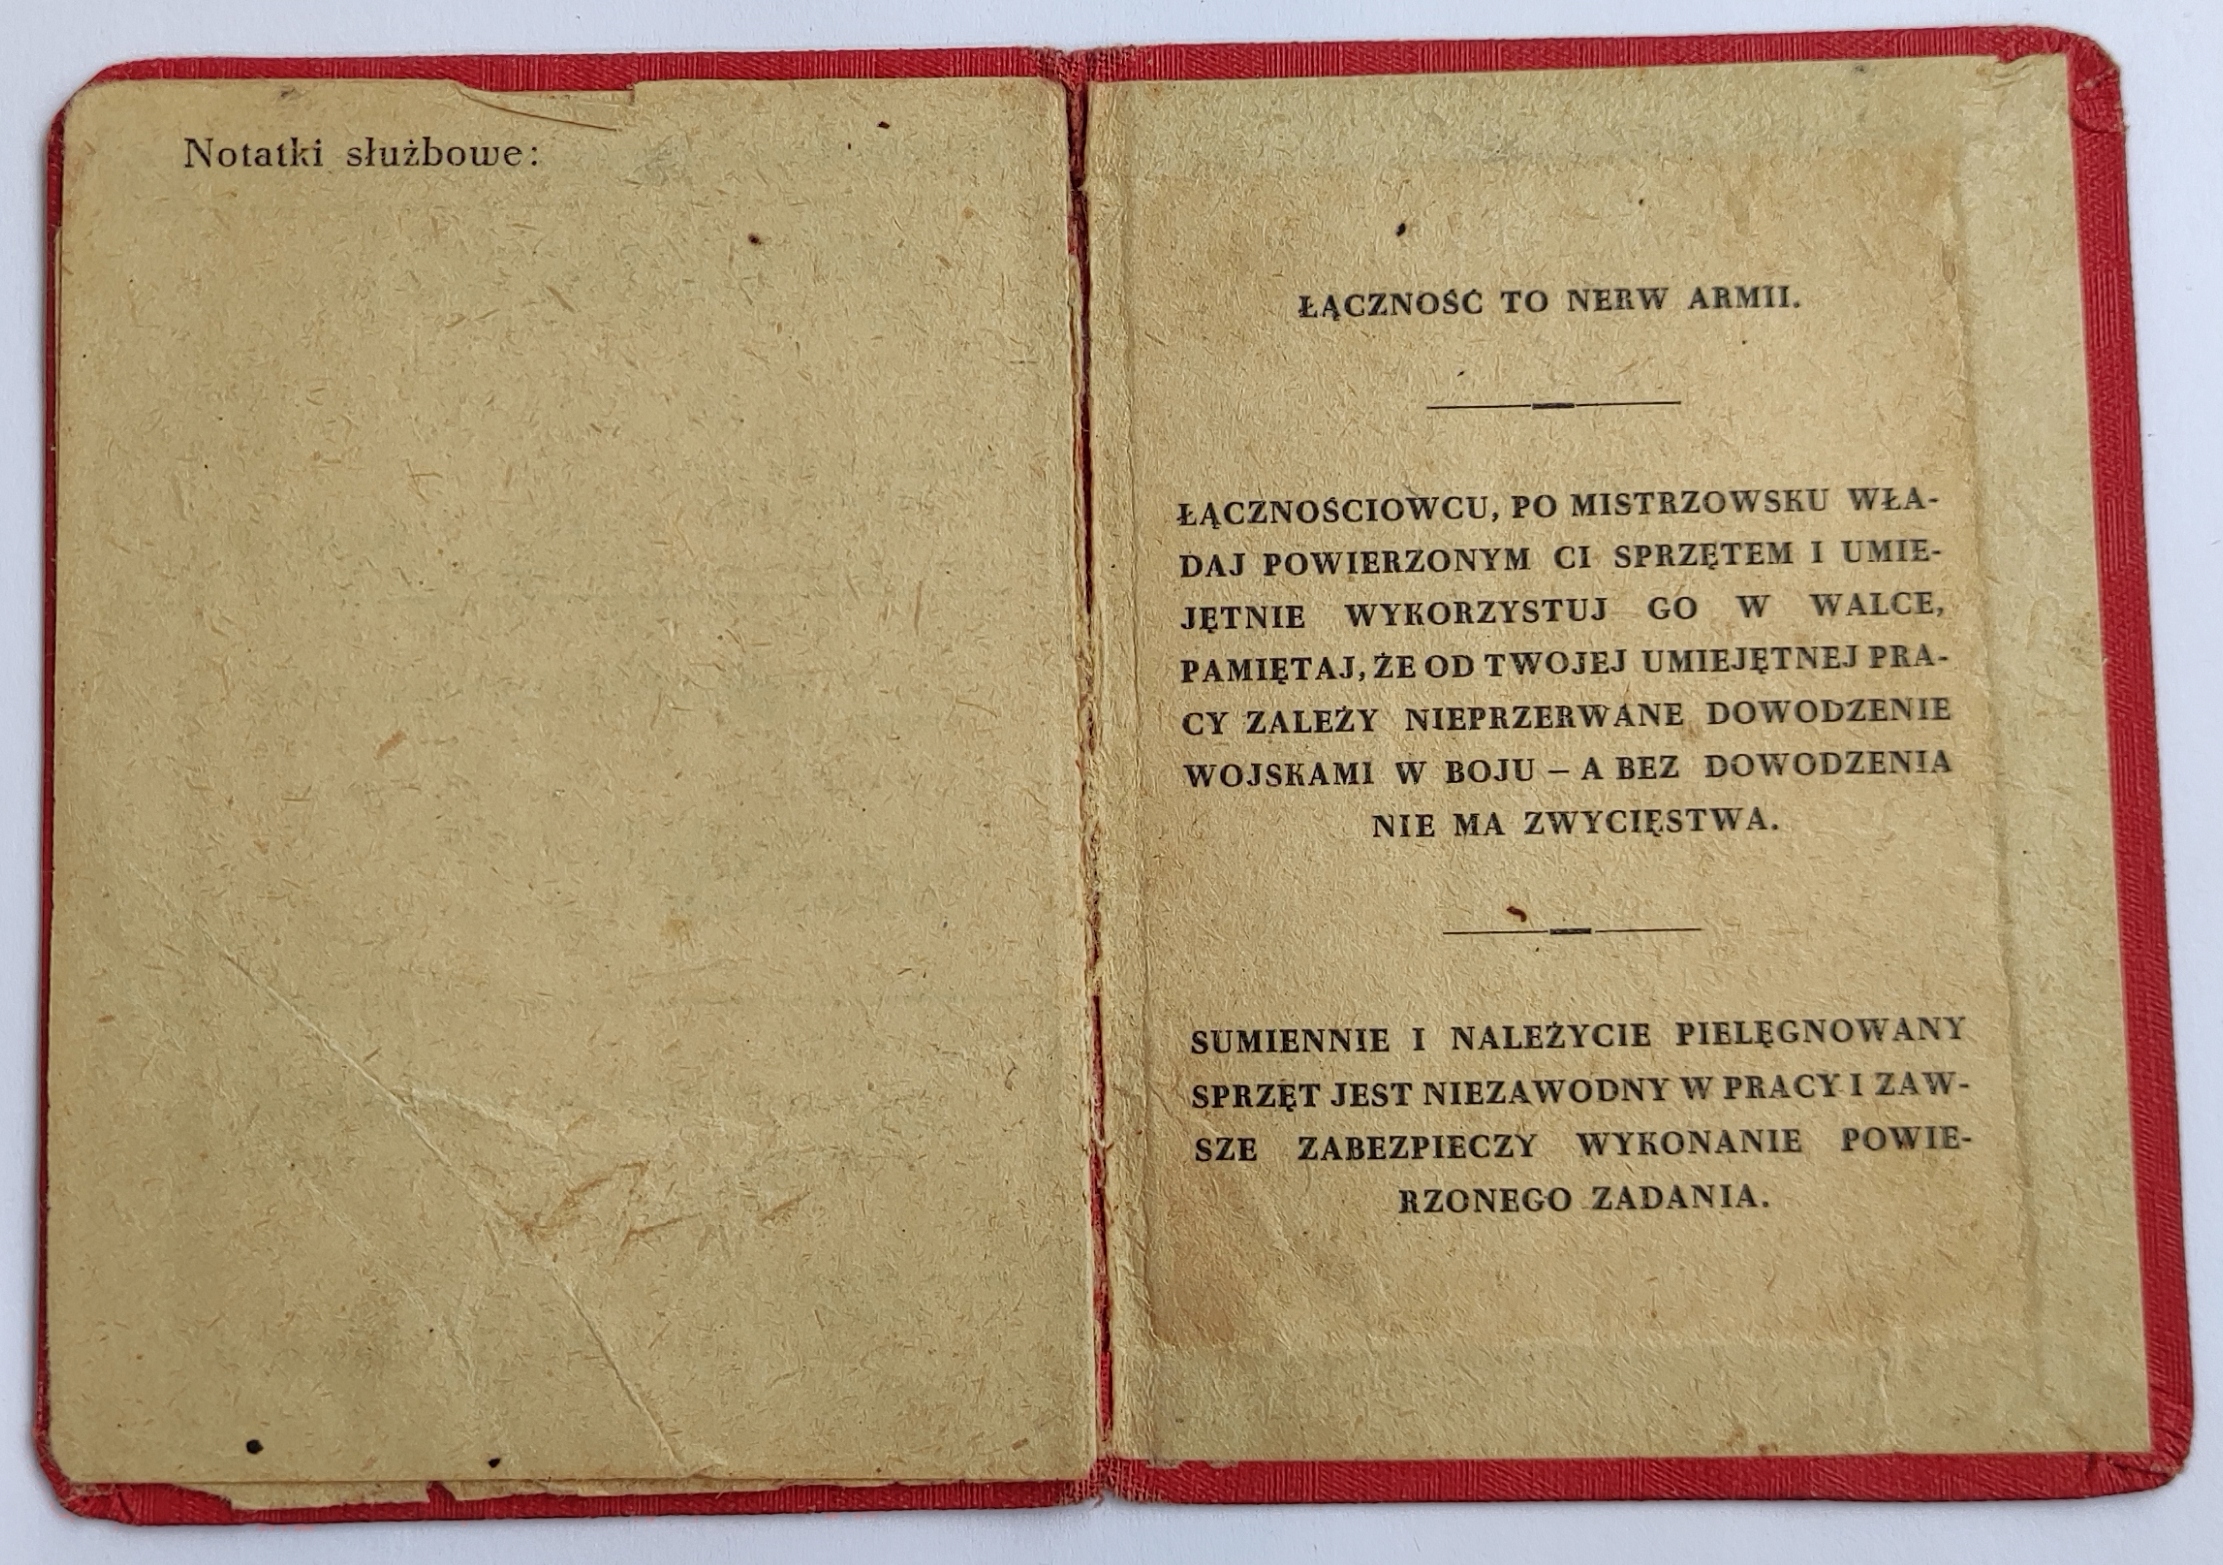 Notatki służbowe:
ŁĄCZNOŚĆ TO NERW ARMII.
ŁĄCZNOŚCIOWCU, PO MISTRZOWSKU WŁA-
DAJ POWIERZONYM CI SPRZĘTEM I UMIE-
JĘTNIE WYKORZYSTUJ GO W WALCE,
PAMIĘTAJ, ŻE OD TWOJEJ UMIEJĘTNEJ PRA-
CY ZALEŻY NIEPRZERWANE DOWODZENIE
WOJSKAMI W BOJU – A BEZ DOWODZENIA
NIE MA ZWYCIĘSTWA.
SUMIENNIE I NALEŻYCIE PIELĘGNOWANY
SPRZĘT JEST NIEZAWODNY W PRACY I ZAW-
SZE ZABEZPIECZY WYKONANIE POWIE-
RZONEGO ZADANIA.